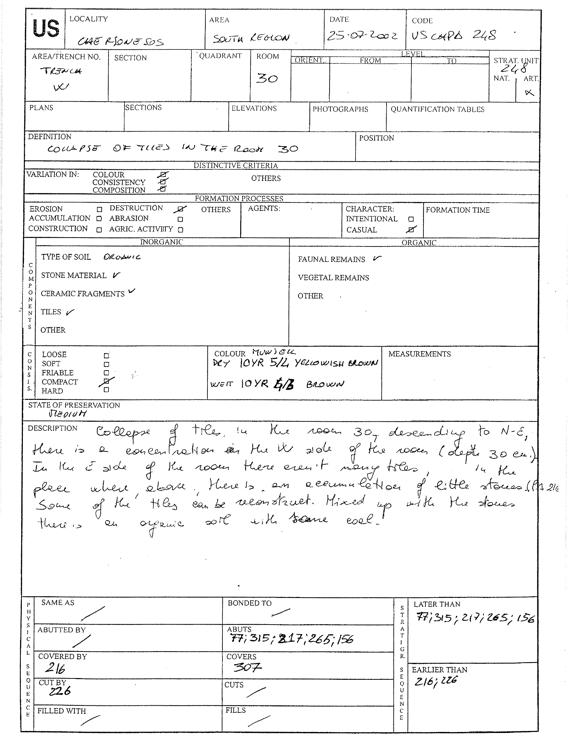 US
LOCALITY
CHERSONESOS
AREA
SOUTH REGION
DATE
25-07-2002
CODE
US CHPA 248
AREA/TRENCH NO.
TRENCH
W
SECTION
QUADRANT
ROOM
30
LEVEL
ORIENT. FROM TO
STRAT. UNIT
248
NAT. ART.
x
PLANS
SECTIONS
ELEVATIONS
PHOTOGRAPHS
QUANTIFICATION TABLES
DEFINITION
COLLAPSE OF TILES IN THE ROOM 30
POSITION
DISTINCTIVE CRITERIA
VARIATION IN: COLOUR
CONSISTENCY
COMPOSITION
OTHERS
FORMATION PROCESSES
EROSION
ACCUMULATION
CONSTRUCTION
DESTRUCTION
ABRASION
AGRIC. ACTIVITIY
OTHERS
AGENTS:
CHARACTER:
INTENTIONAL
CASUAL
FORMATION TIME
COMPONENTS
INORGANIC
TYPE OF SOIL ORGANIC
STONE MATERIAL ✓
CERAMIC FRAGMENTS ✓
TILES ✓
OTHER
ORGANIC
FAUNAL REMAINS ✓
VEGETAL REMAINS
OTHER
CONSIS.
LOOSE
SOFT
FRIABLE
COMPACT
HARD
COLOUR MUNSELL
DRY 10YR 5/4 YELLOWISH BROWN
WET 10YR 4/3 BROWN
MEASUREMENTS
STATE OF PRESERVATION
MEDIUM
DESCRIPTION Collapse of tiles, in the room 30, descending to N-E,
there is a concentration in the W side of the room (depth 30 cm).
In the E side of the room there aren't many tiles, in the
place where, above, there is an accumulation of little stones 216
Some of the tiles can be reconstruct. Mixed up with the stones
there is an organic soil with some coal.
PHYSICAL SEQUENCE
SAME AS
BONDED TO
ABUTTED BY
ABUTS
77; 315; 217; 265; 156
COVERED BY
216
COVERS
307
CUT BY
226
CUTS
FILLED WITH
FILLS
STRATIGR. SEQUENCE
LATER THAN
77; 315; 217; 265; 156
EARLIER THAN
216; 226